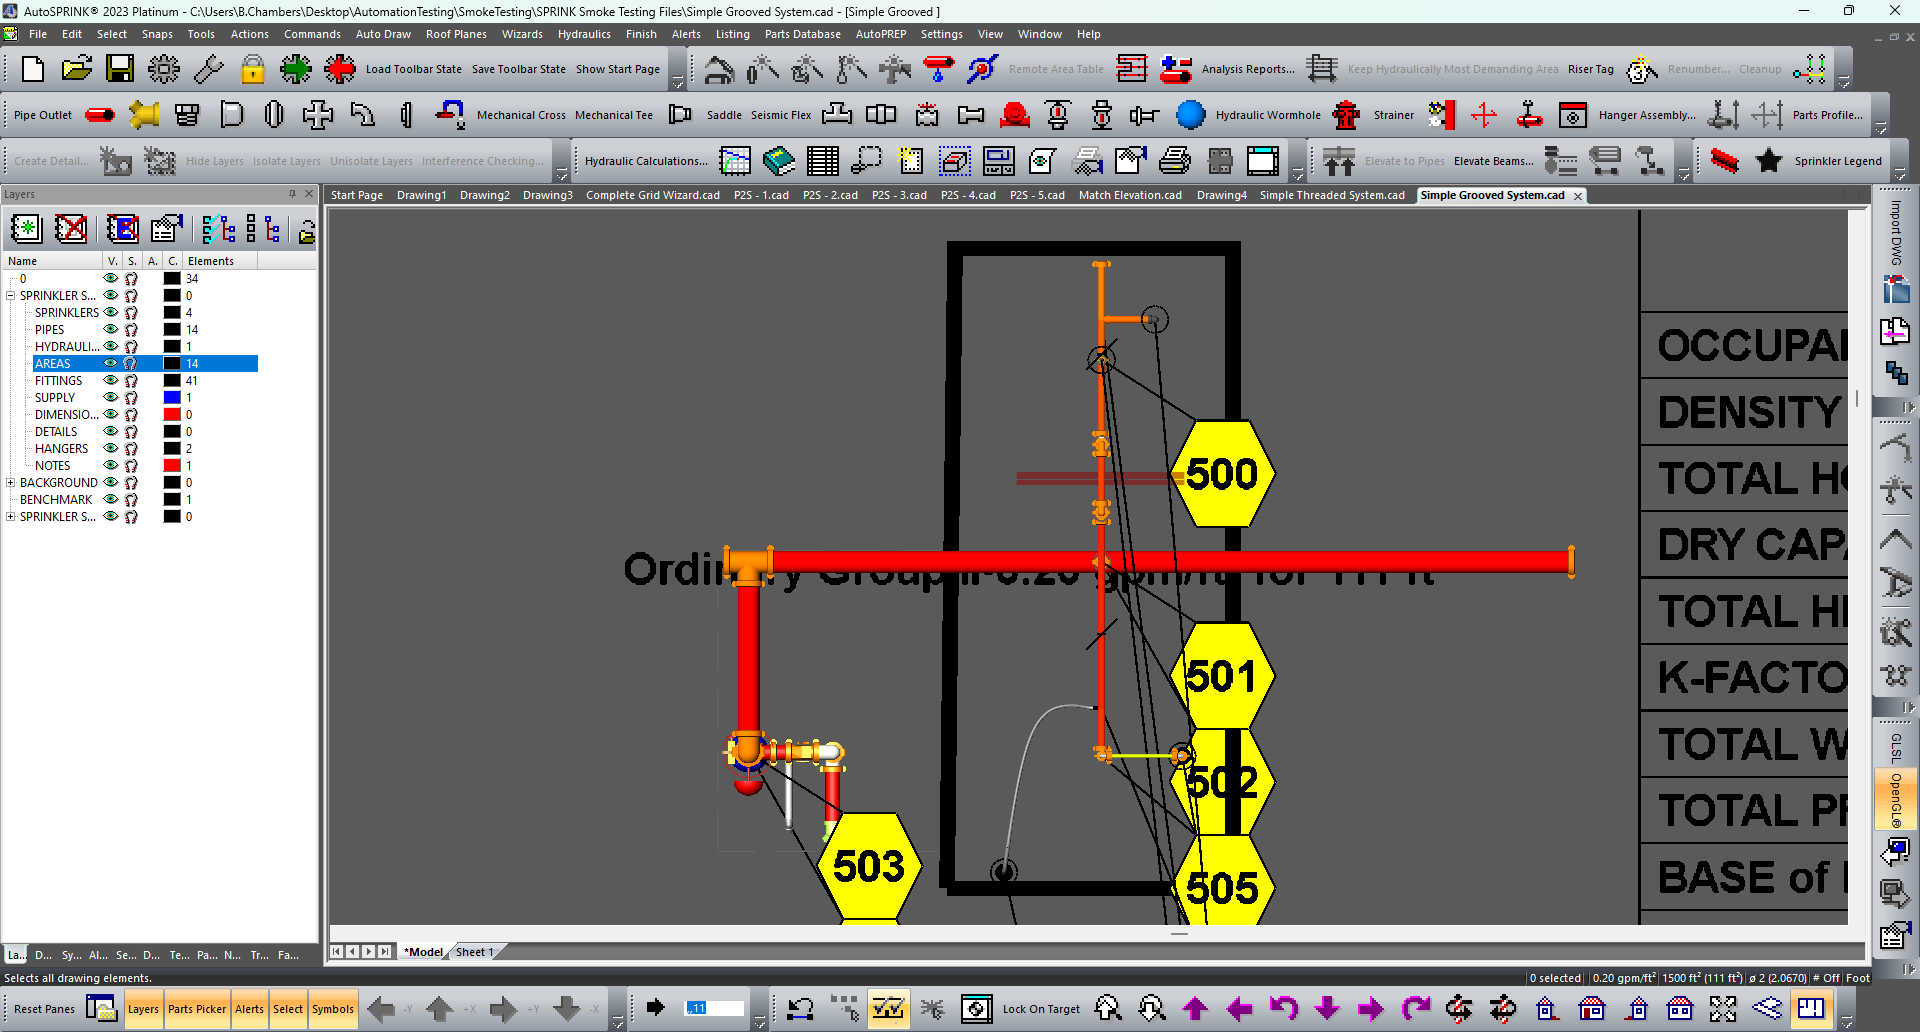 AutoSPRINK® 2023 Platinum - C:\Users\B.Chambers\Desktop\AutomationTesting\SmokeTesting\SPRINK Smoke Testing Files\Simple Grooved System.cad - [Simple Grooved ]
File Edit Select Snaps Tools Actions Commands Auto Draw Roof Planes Wizards Hydraulics Finish Alerts Listing Parts Database AutoPREP Settings View Window Help
Load Toolbar State Save Toolbar State Show Start Page Remote Area Table Analysis Reports... Keep Hydraulically Most Demanding Area Riser Tag Renumber... Cleanup
Pipe Outlet Mechanical Cross Mechanical Tee Saddle Seismic Flex Hydraulic Wormhole Strainer Hanger Assembly... Parts Profile...
Create Detail... Hide Layers Isolate Layers Unisolate Layers Interference Checking... Hydraulic Calculations... Elevate to Pipes Elevate Beams... Sprinkler Legend
Layers
Start Page Drawing1 Drawing2 Drawing3 Complete Grid Wizard.cad P2S - 1.cad P2S - 2.cad P2S - 3.cad P2S - 4.cad P2S - 5.cad Match Elevation.cad Drawing4 Simple Threaded System.cad Simple Grooved System.cad
Name V. S. A. C. Elements
0 34
SPRINKLER S... 0
SPRINKLERS 4
PIPES 14
HYDRAULI... 1
AREAS 14
FITTINGS 41
SUPPLY 1
DIMENSIO... 0
DETAILS 0
HANGERS 2
NOTES 1
BACKGROUND 0
BENCHMARK 1
SPRINKLER S... 0
500
501
502
503
505
OCCUPA
DENSITY
TOTAL H
DRY CAP
TOTAL
K-FACTO
TOTAL W
TOTAL
BASE of
Import DWG
GLSL
OpenGL®
La... D... Sy... Al... Se... D... Te... Pa... N... Tr... Fa...
*Model Sheet 1
Selects all drawing elements.
0 selected 0.20 gpm/ft² 1500 ft² (111 ft²) ø 2 (2.0670) # Off Foot
Reset Panes Layers Parts Picker Alerts Select Symbols -Y +X +Y -X .,11 Lock On Target